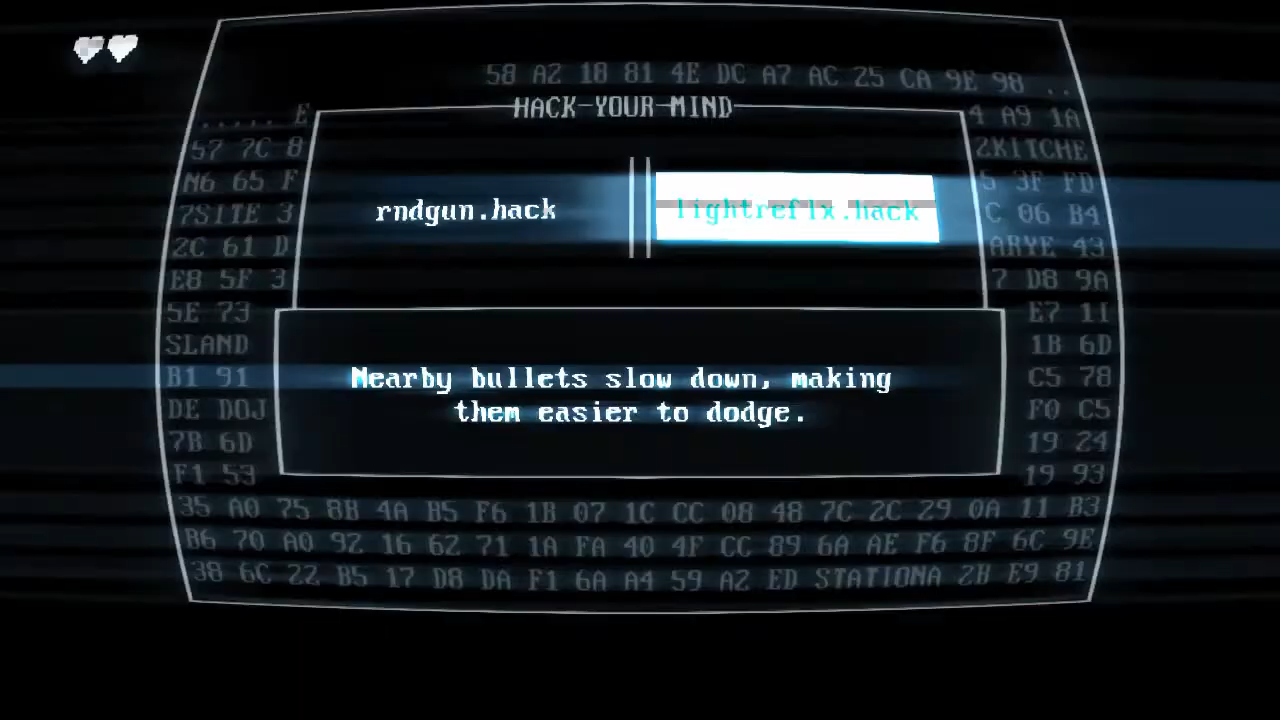 58 A2 18 81 4E DC A7 AC 25 CA 9E 98 ..
HACK-YOUR-MIND
..... E
4 A9 1A
57 7C 8
2KITCHE
N6 65 F
5 3F FD
rndgun.hack
lightreflx.hack
7SITE 3
C 06 B4
2C 61 D
ARYE 43
E8 5F 3
7 D8 9A
5E 73
E7 11
SLAND
1B 6D
Nearby bullets slow down, making
them easier to dodge.
B1 91
C5 78
DE DOJ
F0 C5
7B 6D
19 24
F1 53
19 93
35 A0 75 8B 4A B5 F6 1B 07 1C CC 08 48 7C 2C 29 0A 11 B3
B6 70 A0 92 16 62 71 1A FA 40 4F CC 89 6A AE F6 8F 6C 9E
38 6C 22 B5 17 D8 DA F1 6A A4 59 A2 ED STATIONA 2H E9 81